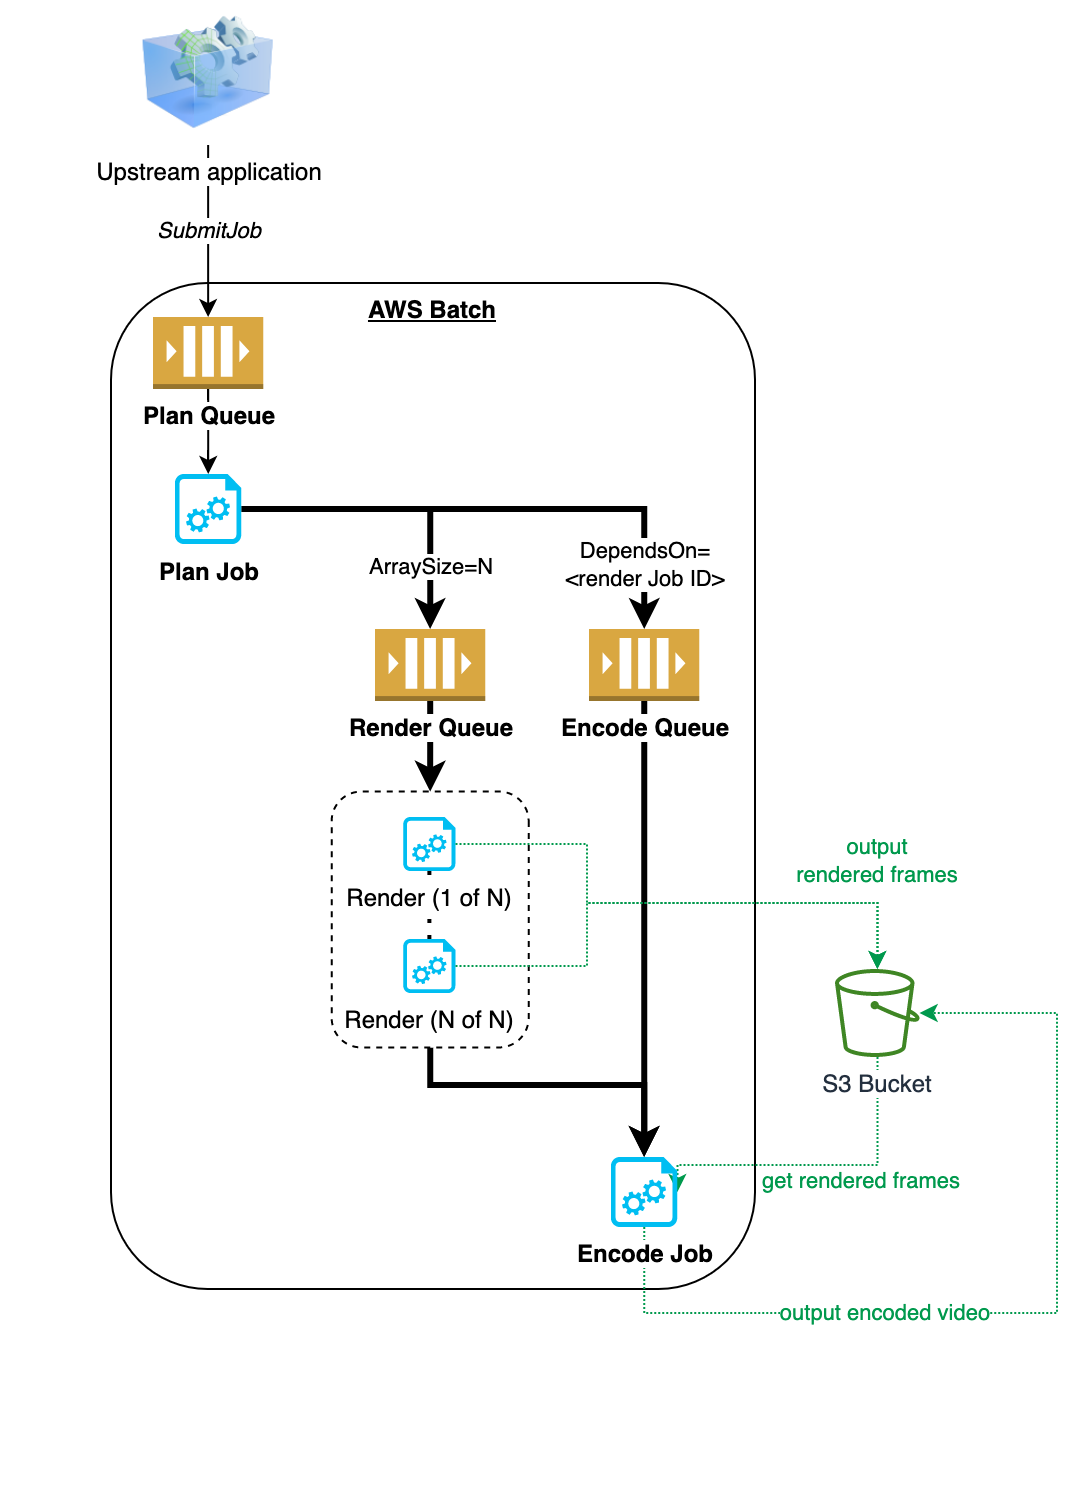 Upstream application
SubmitJob
AWS Batch
Plan Queue
Plan Job
ArraySize=N
DependsOn=
<render Job ID>
Render Queue
Encode Queue
Render (1 of N)
Render (N of N)
output
rendered frames
S3 Bucket
get rendered frames
Encode Job
output encoded video